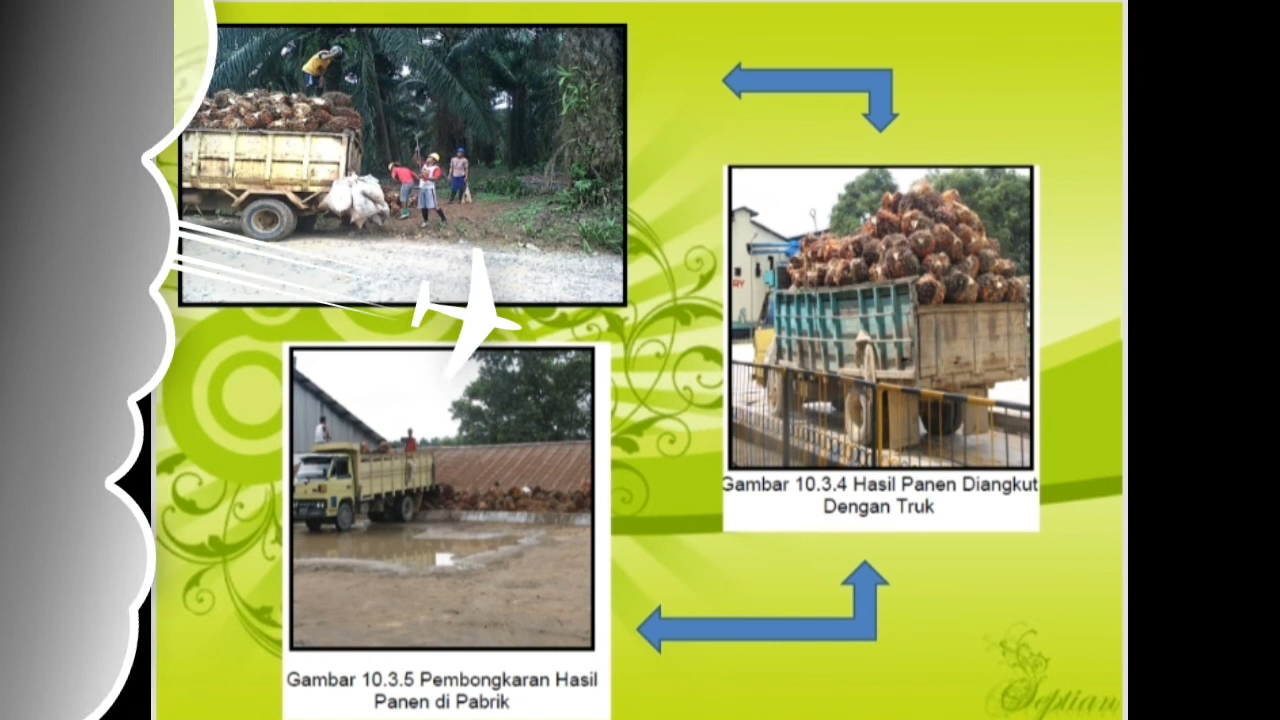 RY
Gambar 10.3.4 Hasil Panen Diangkut
Dengan Truk
Gambar 10.3.5 Pembongkaran Hasil
Panen di Pabrik
Septian